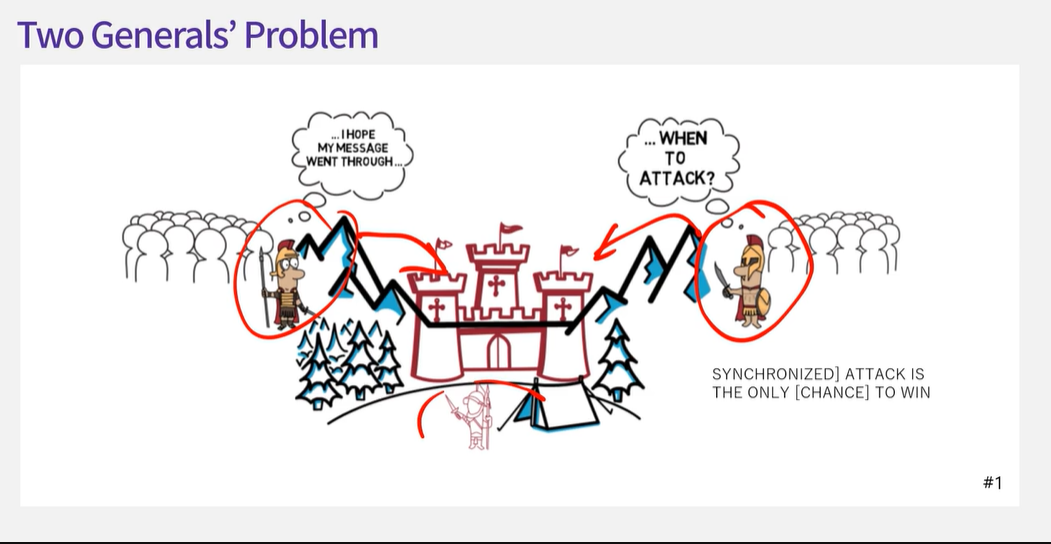 Two Generals' Problem
...I HOPE
MY MESSAGE
WENT THROUGH...
... WHEN
TO
ATTACK?
SYNCHRONIZED] ATTACK IS
THE ONLY [CHANCE] TO WIN
#1